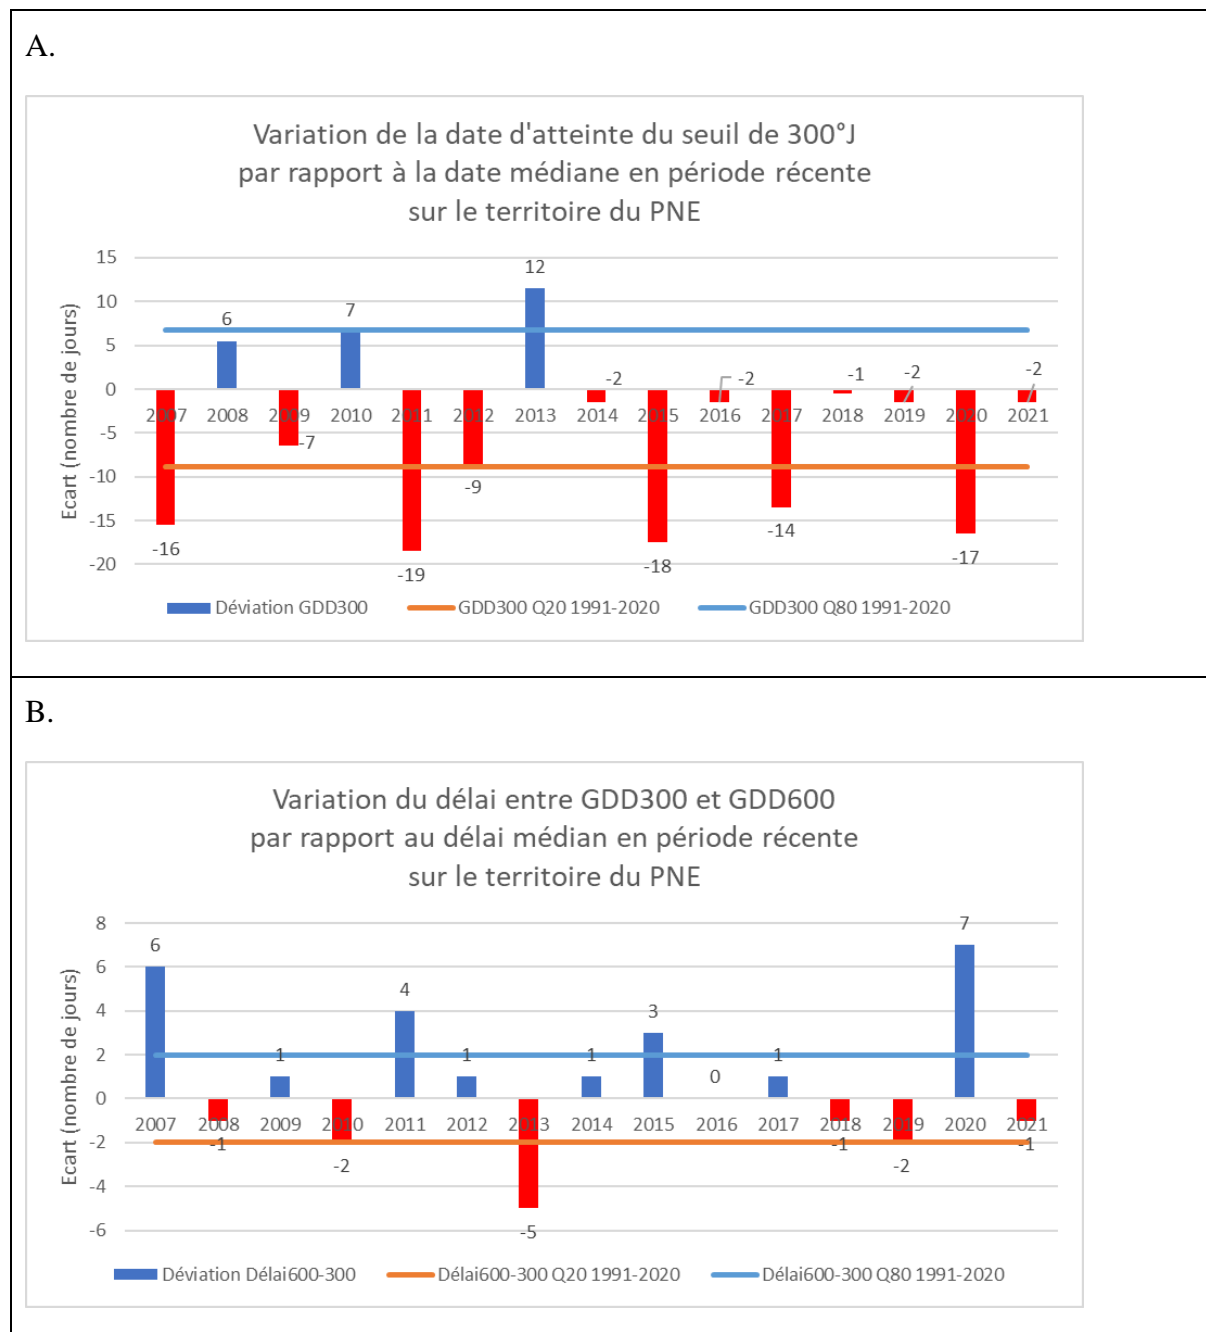 A.
Variation de la date d'atteinte du seuil de 300°J
par rapport à la date médiane en période récente
sur le territoire du PNE
Ecart (nombre de jours)
15
10
5
0
-5
-10
-15
-20
2007 2008 2009 2010 2011 2012 2013 2014 2015 2016 2017 2018 2019 2020 2021
-16 6 -7 7 -19 -9 12 -2 -18 -2 -14 -1 -2 -17 -2
Déviation GDD300 GDD300 Q20 1991-2020 GDD300 Q80 1991-2020
B.
Variation du délai entre GDD300 et GDD600
par rapport au délai médian en période récente
sur le territoire du PNE
Ecart (nombre de jours)
8
6
4
2
0
-2
-4
-6
2007 2008 2009 2010 2011 2012 2013 2014 2015 2016 2017 2018 2019 2020 2021
6 -1 1 -2 4 1 -5 1 3 0 1 -1 -2 7 -1
Déviation Délai600-300 Délai600-300 Q20 1991-2020 Délai600-300 Q80 1991-2020